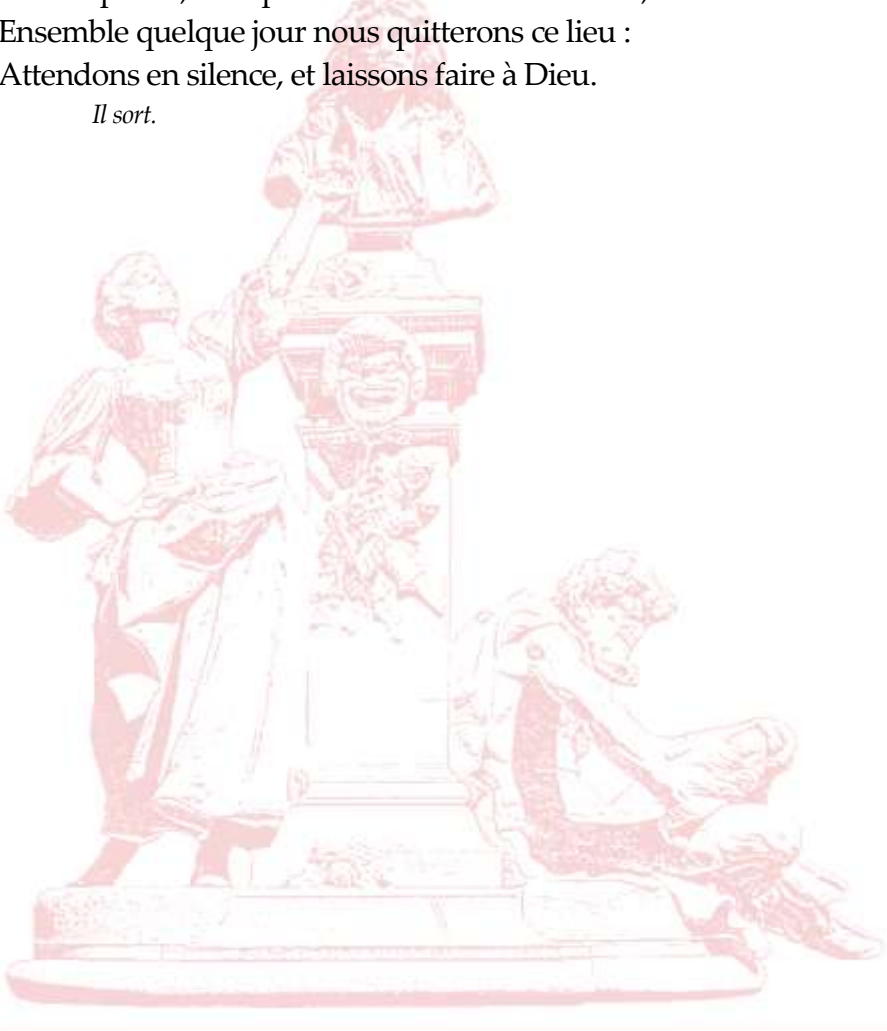 Ensemble quelque jour nous quitterons ce lieu :
Attendons en silence, et laissons faire à Dieu.
Il sort.